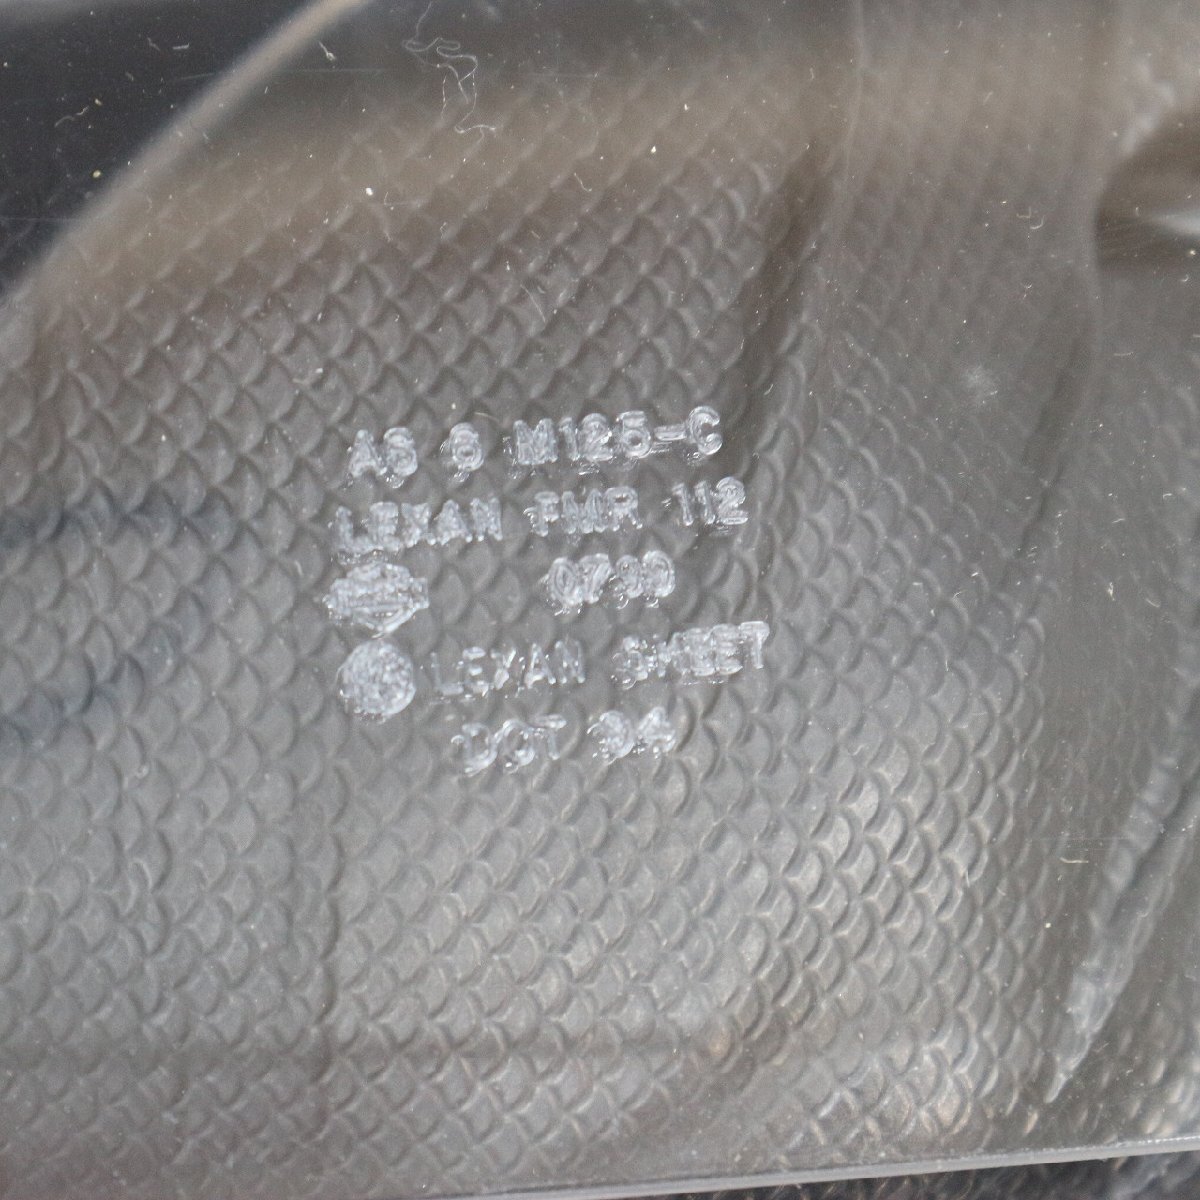 AS 6 M125-C
LEXAN FMR 112
0799
LEXAN SHEET
DOT 94